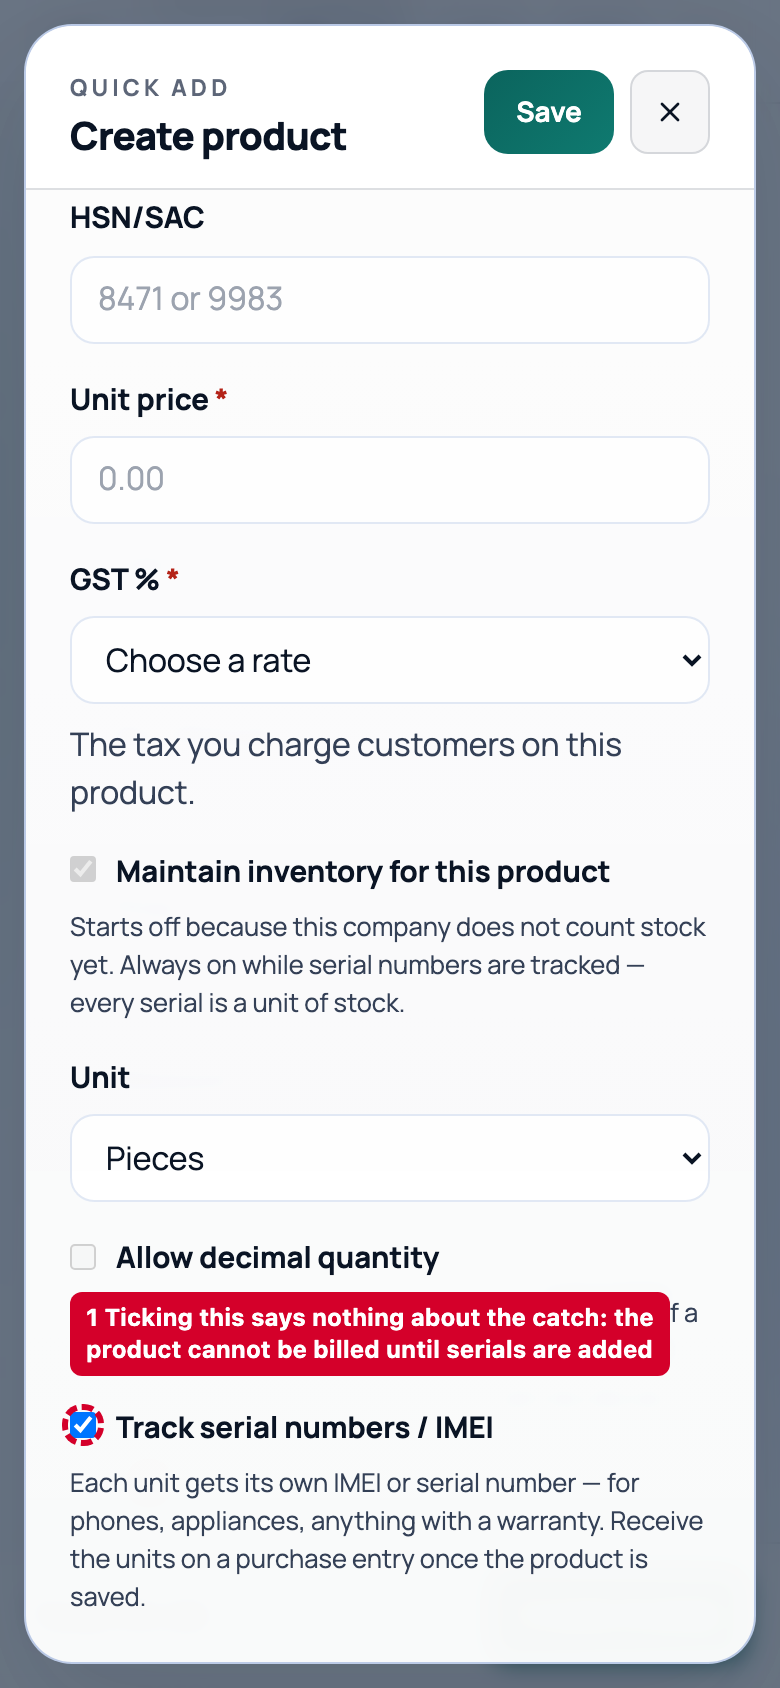 QUICK ADD
Create product
Save
HSN/SAC
8471 or 9983
Unit price *
0.00
GST % *
Choose a rate
The tax you charge customers on this
product.
Maintain inventory for this product
Starts off because this company does not count stock
yet. Always on while serial numbers are tracked —
every serial is a unit of stock.
Unit
Pieces
Allow decimal quantity
f a
1 Ticking this says nothing about the catch: the
product cannot be billed until serials are added
Track serial numbers / IMEI
Each unit gets its own IMEI or serial number — for
phones, appliances, anything with a warranty. Receive
the units on a purchase entry once the product is
saved.